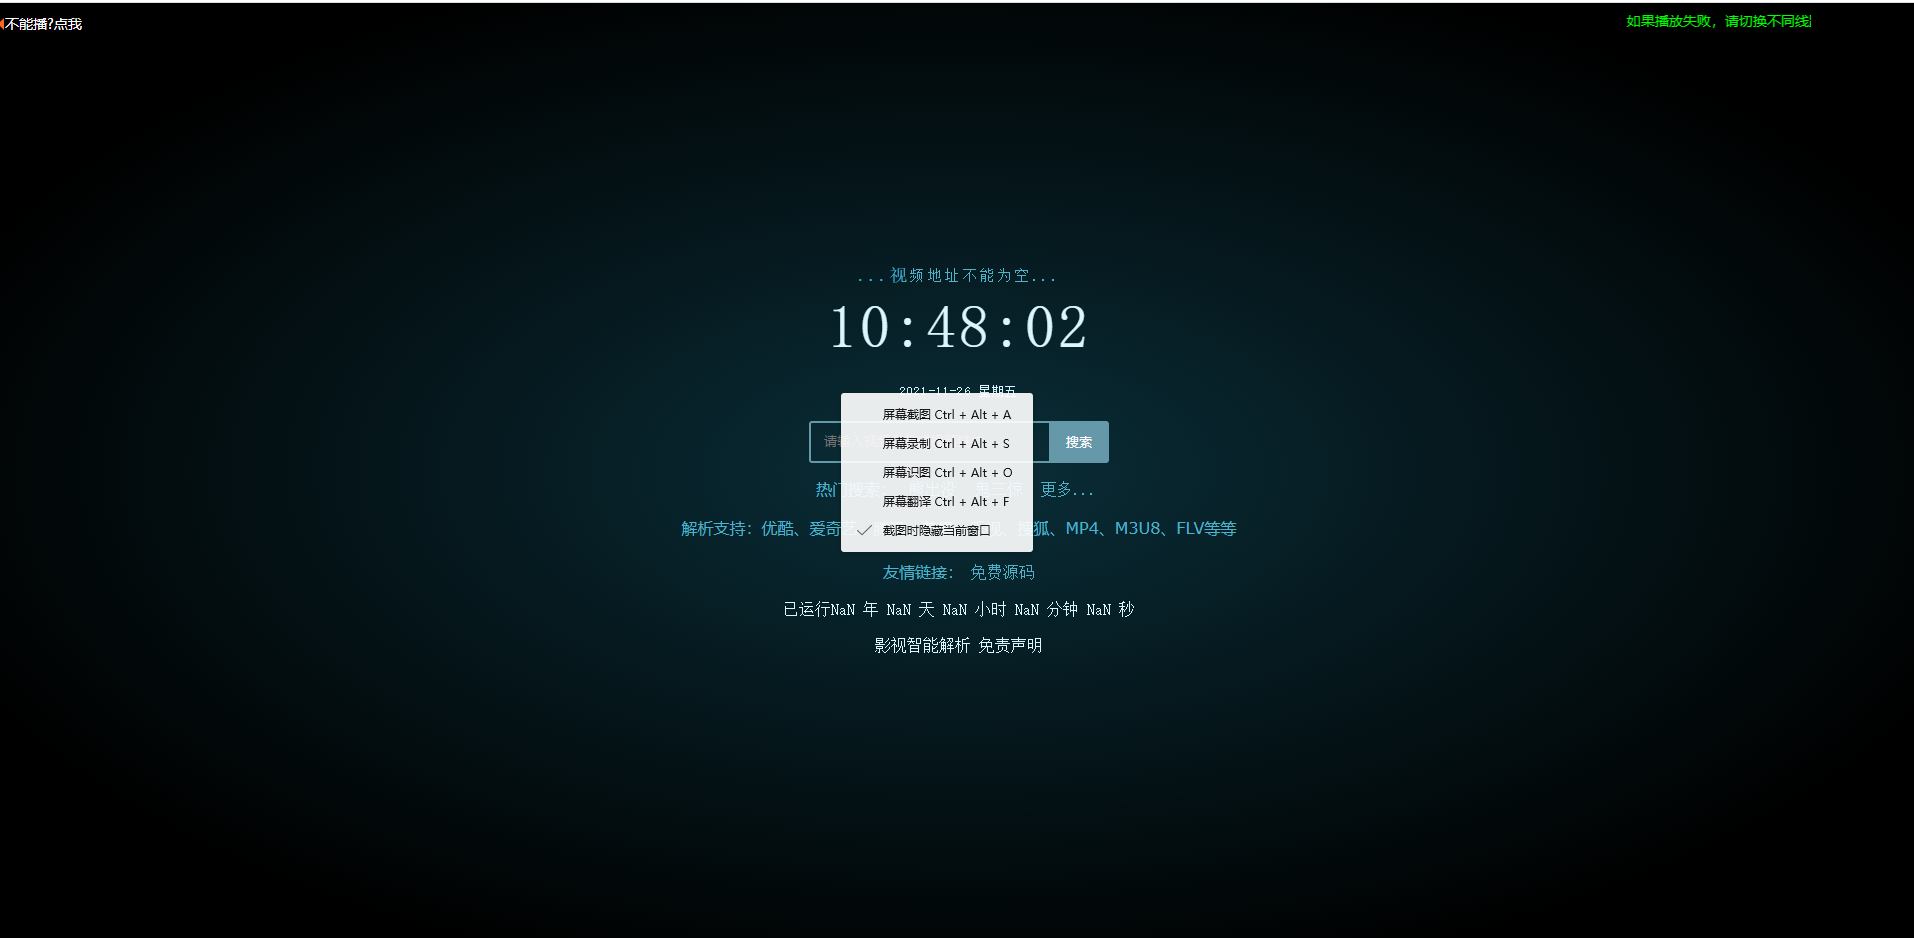 不能播?点我
如果播放失败，请切换不同线
...视频地址不能为空...
10:48:02
2021-11-26 星期五
屏幕截图 Ctrl + Alt + A
搜索
屏幕录制 Ctrl + Alt + S
屏幕识图 Ctrl + Alt + O
热门搜索： 更多...
屏幕翻译 Ctrl + Alt + F
解析支持：优酷、爱奇艺、搜狐、MP4、M3U8、FLV等等
截图时隐藏当前窗口
友情链接： 免费源码
已运行NaN 年 NaN 天 NaN 小时 NaN 分钟 NaN 秒
影视智能解析 免责声明